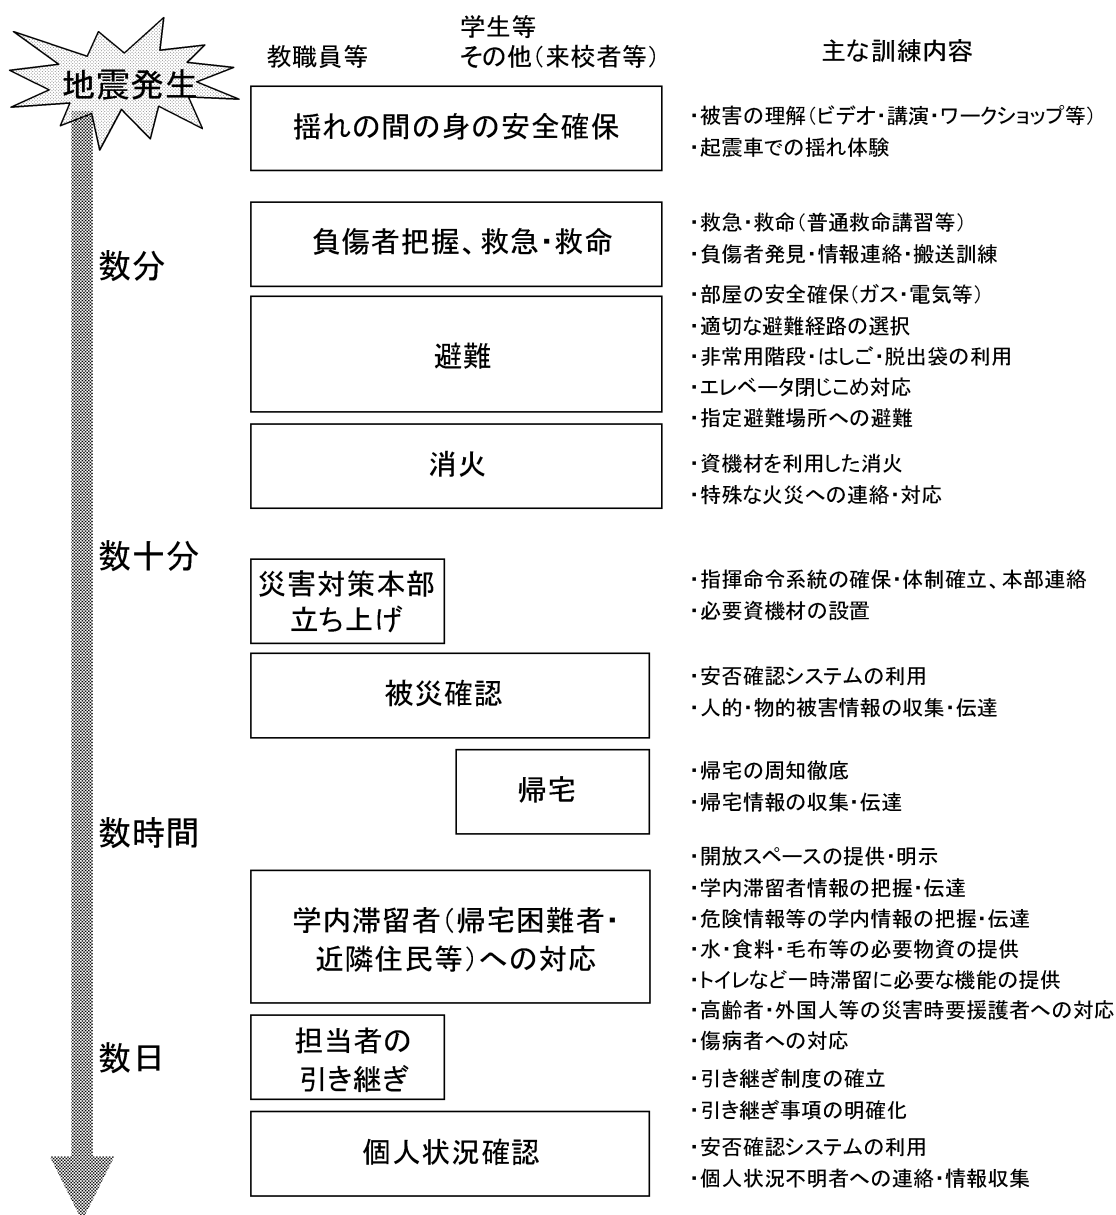 地震発生
教職員等
学生等
その他(来校者等)
主な訓練内容
揺れの間の身の安全確保
・被害の理解(ビデオ・講演・ワークショップ等)
・起震車での揺れ体験
数分
負傷者把握、救急・救命
・救急・救命(普通救命講習等)
・負傷者発見・情報連絡・搬送訓練
避難
・部屋の安全確保(ガス・電気等)
・適切な避難経路の選択
・非常用階段・はしご・脱出袋の利用
・エレベータ閉じこめ対応
・指定避難場所への避難
消火
・資機材を利用した消火
・特殊な火災への連絡・対応
数十分
災害対策本部
立ち上げ
・指揮命令系統の確保・体制確立、本部連絡
・必要資機材の設置
被災確認
・安否確認システムの利用
・人的・物的被害情報の収集・伝達
帰宅
・帰宅の周知徹底
・帰宅情報の収集・伝達
数時間
学内滞留者(帰宅困難者・
近隣住民等)への対応
・開放スペースの提供・明示
・学内滞留者情報の把握・伝達
・危険情報等の学内情報の把握・伝達
・水・食料・毛布等の必要物資の提供
・トイレなど一時滞留に必要な機能の提供
・高齢者・外国人等の災害時要援護者への対応
・傷病者への対応
数日
担当者の
引き継ぎ
・引き継ぎ制度の確立
・引き継ぎ事項の明確化
個人状況確認
・安否確認システムの利用
・個人状況不明者への連絡・情報収集